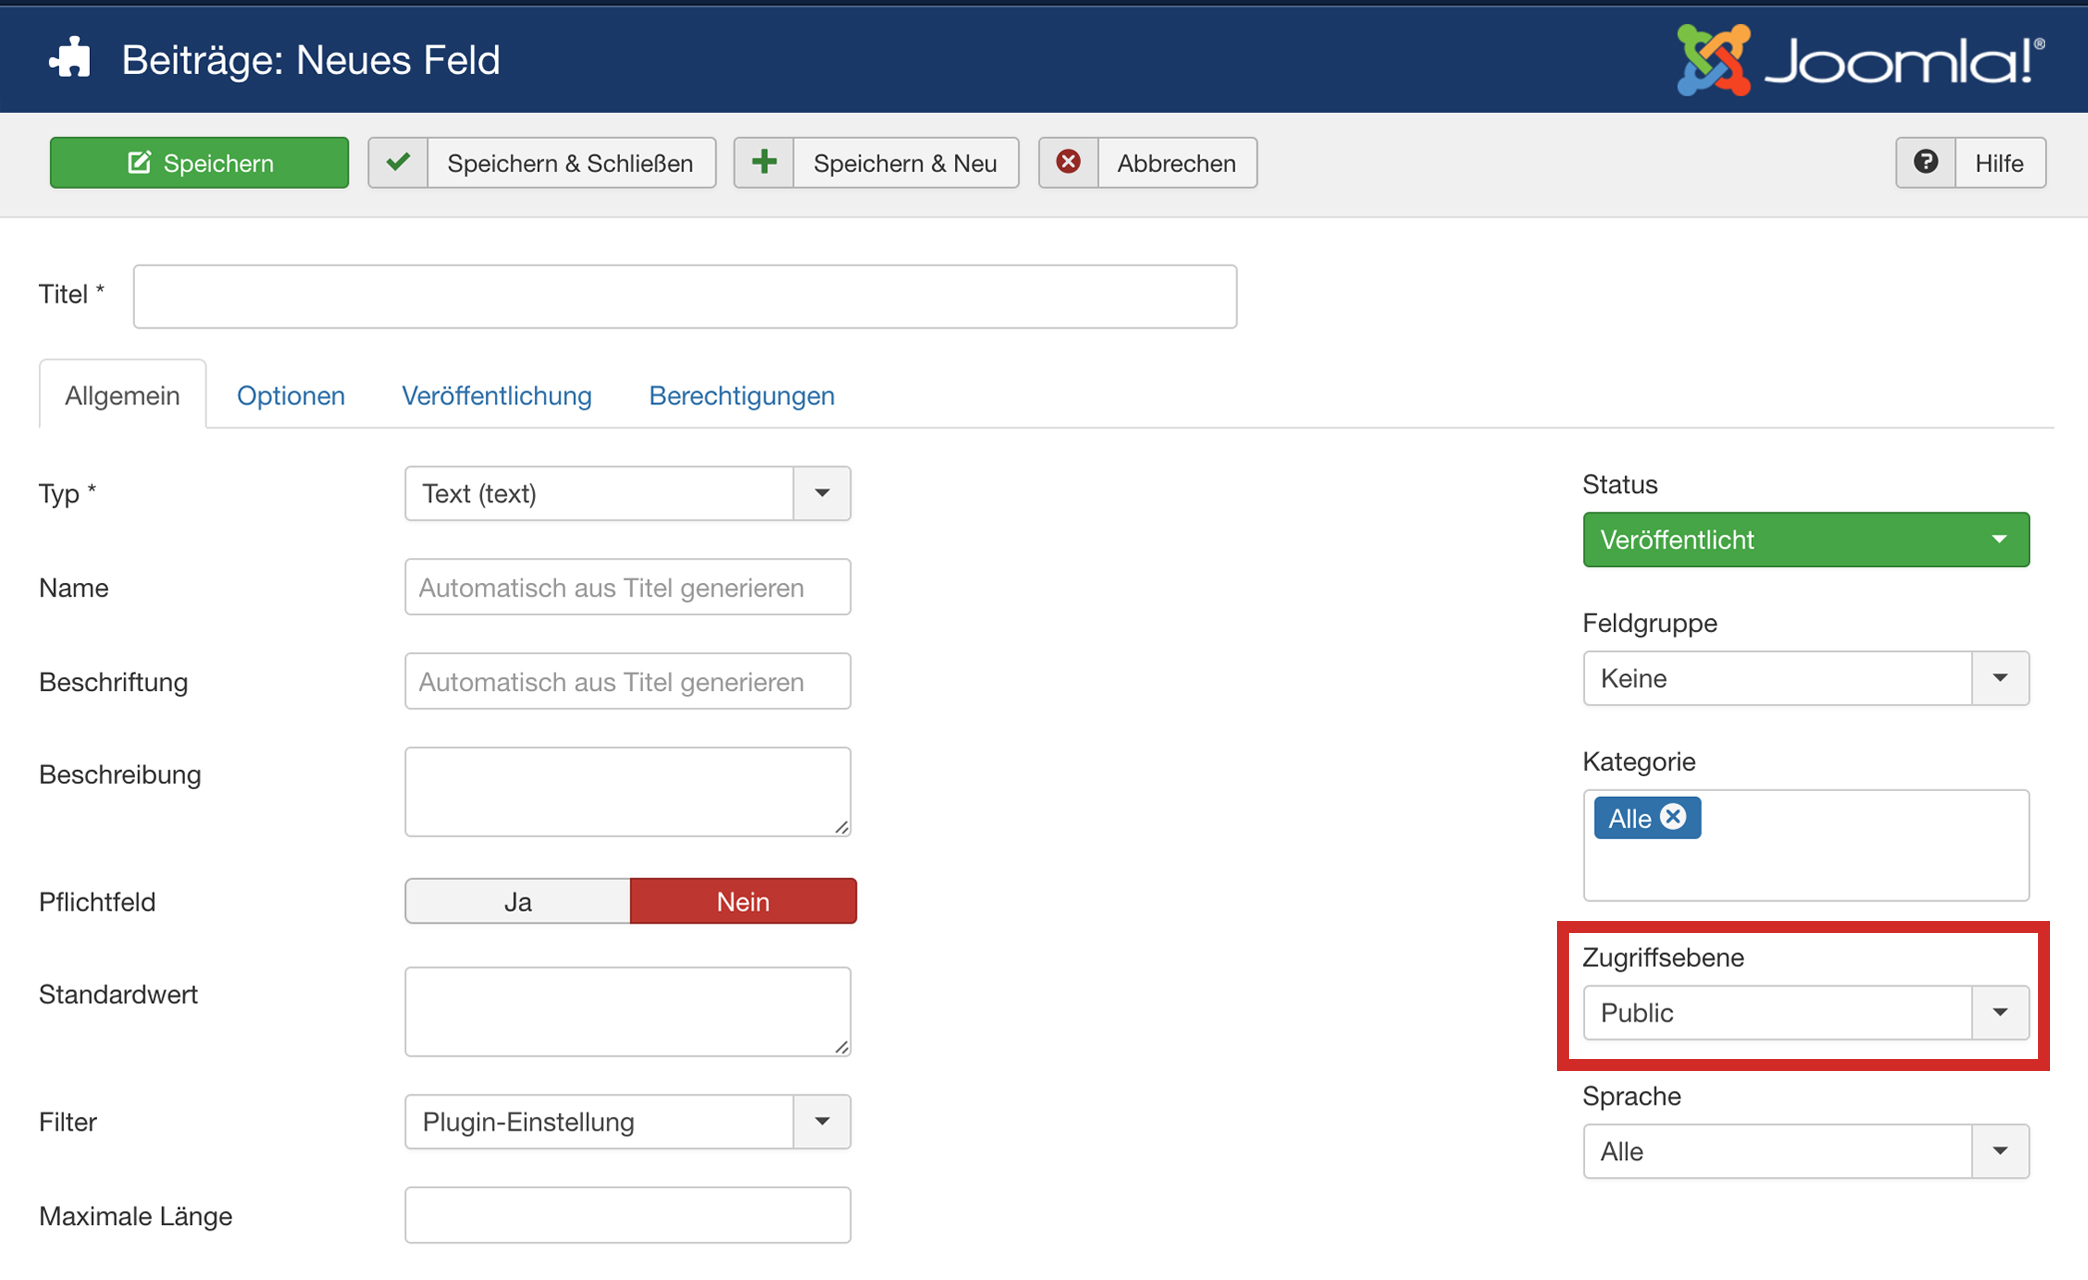 Beiträge: Neues Feld
Joomla!®
Speichern
Speichern & Schließen
Speichern & Neu
Abbrechen
Hilfe
Titel *
Allgemein
Optionen
Veröffentlichung
Berechtigungen
Typ *
Text (text)
Name
Automatisch aus Titel generieren
Beschriftung
Automatisch aus Titel generieren
Beschreibung
Pflichtfeld
Ja
Nein
Standardwert
Filter
Plugin-Einstellung
Maximale Länge
Status
Veröffentlicht
Feldgruppe
Keine
Kategorie
Alle
Zugriffsebene
Public
Sprache
Alle